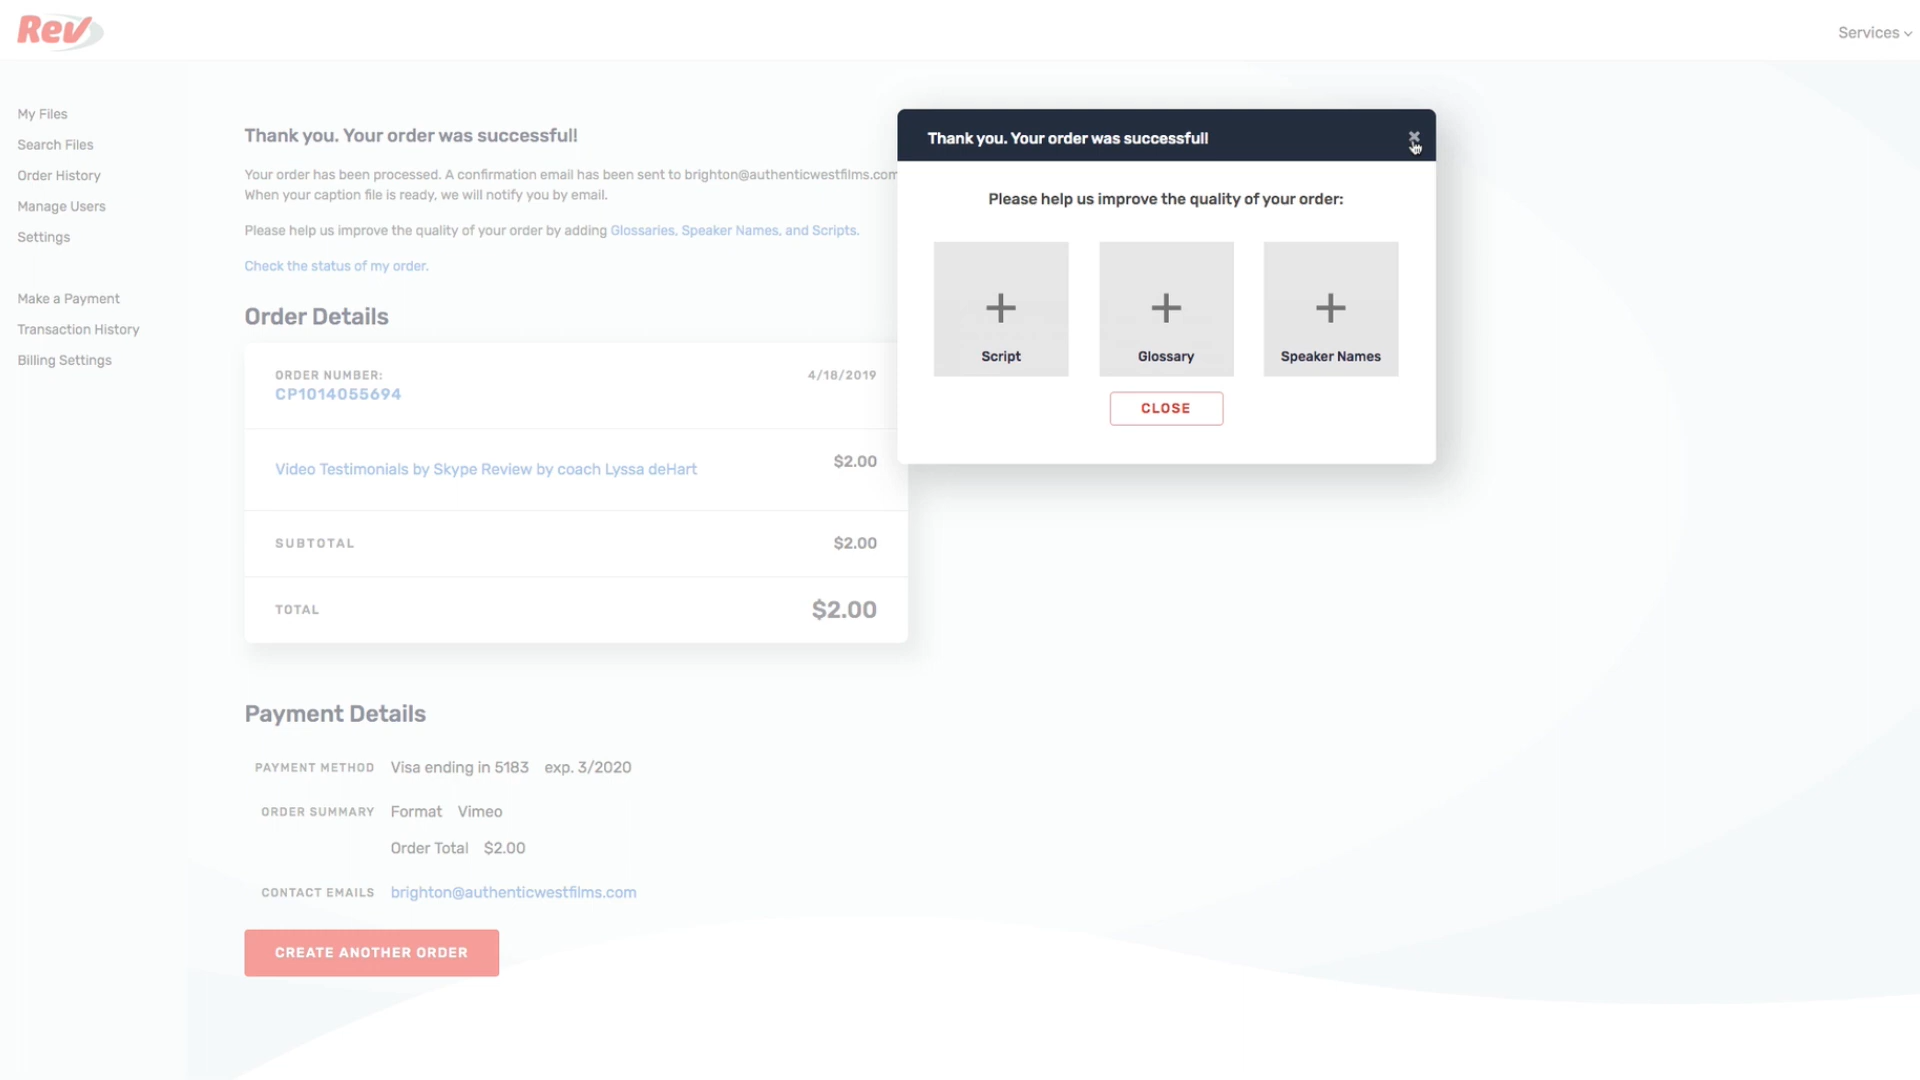 Rev
Services
My Files
Search Files
Order History
Manage Users
Settings
Make a Payment
Transaction History
Billing Settings
Thank you. Your order was successful!
Your order has been processed. A confirmation email has been sent to brighton@authenticwestfilms.com
When your caption file is ready, we will notify you by email.
Please help us improve the quality of your order by adding Glossaries, Speaker Names, and Scripts.
Check the status of my order.
Order Details
ORDER NUMBER:
4/18/2019
CP1014055694
Video Testimonials by Skype Review by coach Lyssa deHart
$2.00
SUBTOTAL $2.00
TOTAL $2.00
Payment Details
PAYMENT METHOD Visa ending in 5183 exp. 3/2020
ORDER SUMMARY Format Vimeo
Order Total $2.00
CONTACT EMAILS brighton@authenticwestfilms.com
CREATE ANOTHER ORDER
Thank you. Your order was successfull
Please help us improve the quality of your order:
Script Glossary Speaker Names
CLOSE